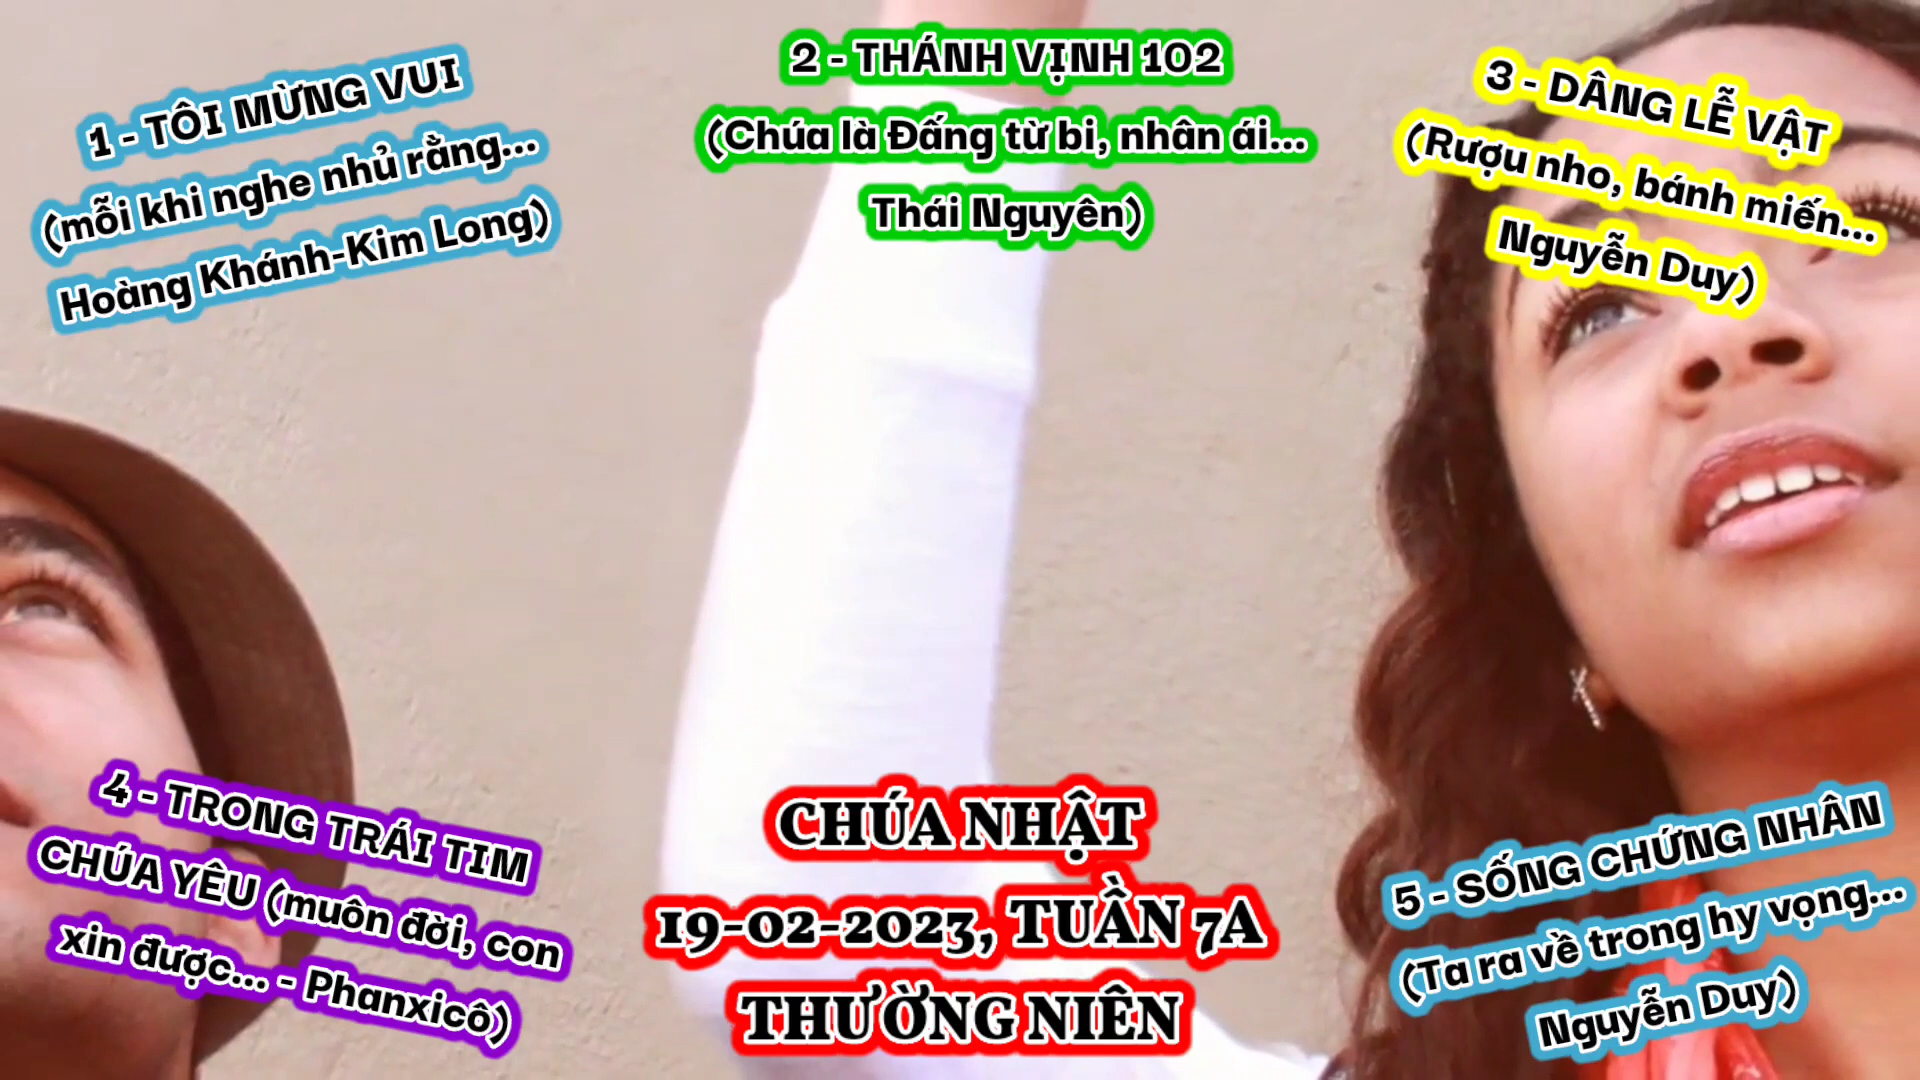 1 - TÔI MỪNG VUI
(mỗi khi nghe nhủ rằng...
Hoàng Khánh-Kim Long)
2 - THÁNH VỊNH 102
(Chúa là Đấng từ bi, nhân ái...
Thái Nguyên)
3 - DÂNG LỄ VẬT
(Rượu nho, bánh miến...
Nguyễn Duy)
4 - TRONG TRÁI TIM
CHÚA YÊU (muôn đời, con
xin được... - Phanxicô)
CHÚA NHẬT
19-02-2023, TUẦN 7A
THƯỜNG NIÊN
5 - SỐNG CHỨNG NHÂN
(Ta ra về trong hy vọng...
Nguyễn Duy)